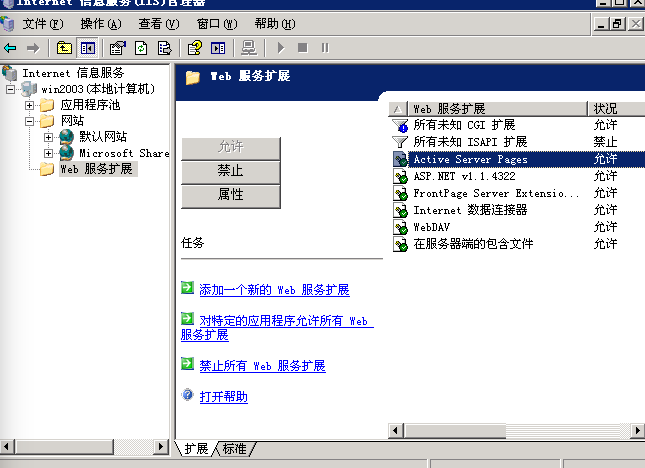 Internet 信息服务(IIS)管理器
文件(F) 操作(A) 查看(V) 窗口(W) 帮助(H)
Internet 信息服务
win2003(本地计算机)
应用程序池
网站
默认网站
Microsoft Share
Web 服务扩展
Web 服务扩展
允许
禁止
属性
任务
添加一个新的 Web 服务扩展
对特定的应用程序允许所有 Web
服务扩展
禁止所有 Web 服务扩展
打开帮助
Web 服务扩展 状况
所有未知 CGI 扩展 允许
所有未知 ISAPI 扩展 禁止
Active Server Pages 允许
ASP.NET v1.1.4322 允许
FrontPage Server Extensio... 允许
Internet 数据连接器 允许
WebDAV 允许
在服务器端的包含文件 允许
扩展 标准